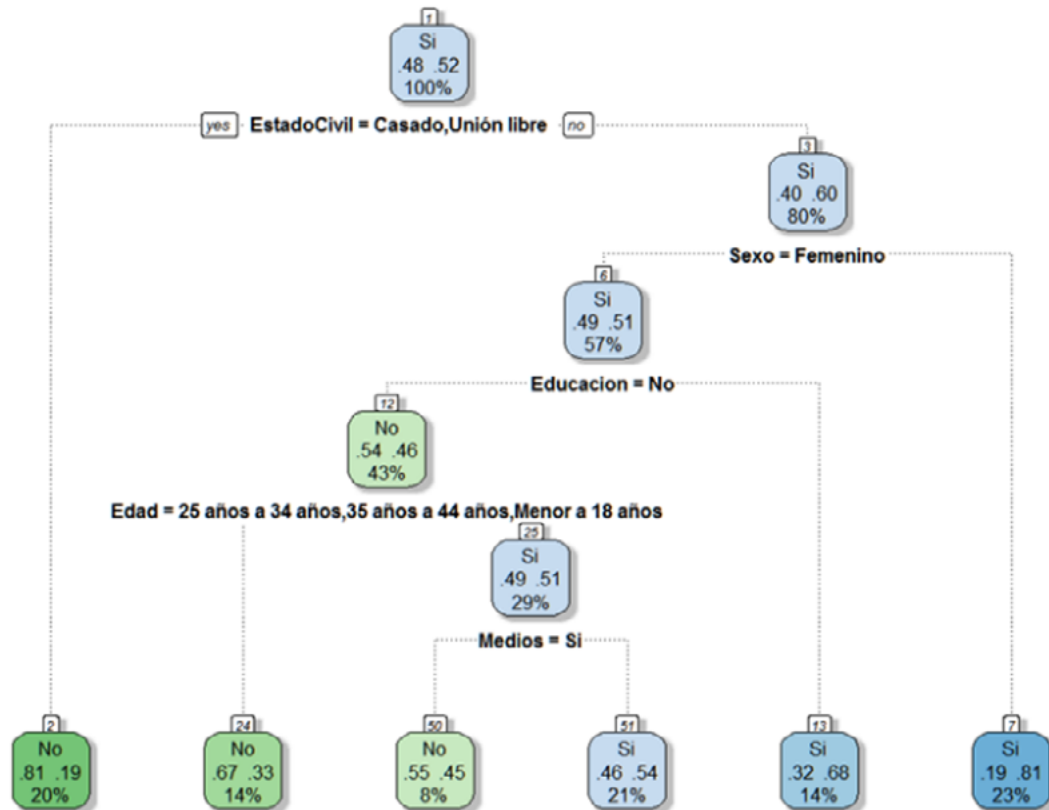 1
Si
.48 .52
100%
yes EstadoCivil = Casado,Unión libre no
3
Si
.40 .60
80%
Sexo = Femenino
6
Si
.49 .51
57%
Educacion = No
12
No
.54 .46
43%
Edad = 25 años a 34 años,35 años a 44 años,Menor a 18 años
25
Si
.49 .51
29%
Medios = Si
2
No
.81 .19
20%
24
No
.67 .33
14%
50
No
.55 .45
8%
51
Si
.46 .54
21%
13
Si
.32 .68
14%
7
Si
.19 .81
23%